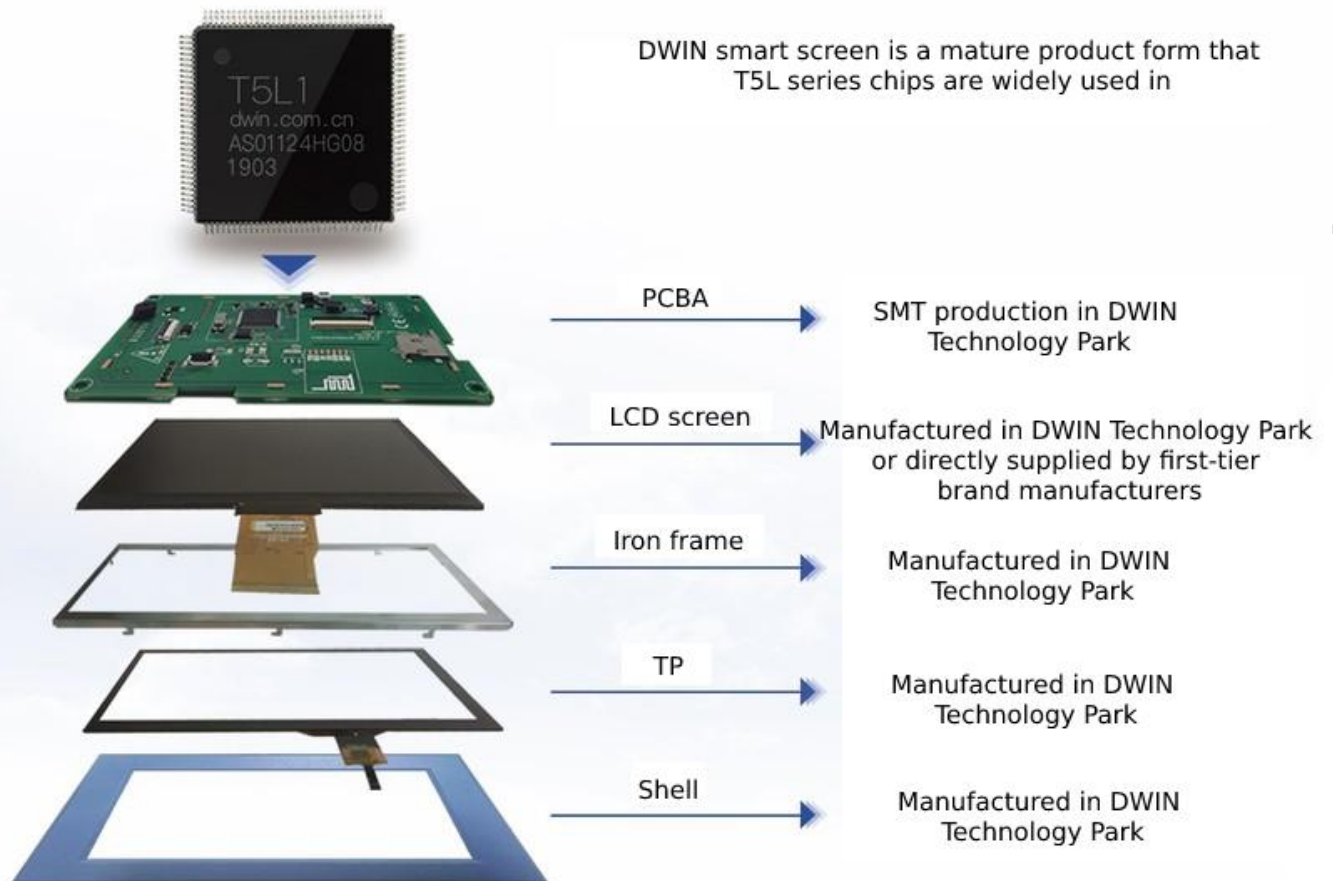 T5L1
dwin.com.cn
AS01124HG08
1903
DWIN smart screen is a mature product form that
T5L series chips are widely used in
PCBA
SMT production in DWIN
Technology Park
LCD screen
Manufactured in DWIN Technology Park
or directly supplied by first-tier
brand manufacturers
Iron frame
Manufactured in DWIN
Technology Park
TP
Manufactured in DWIN
Technology Park
Shell
Manufactured in DWIN
Technology Park